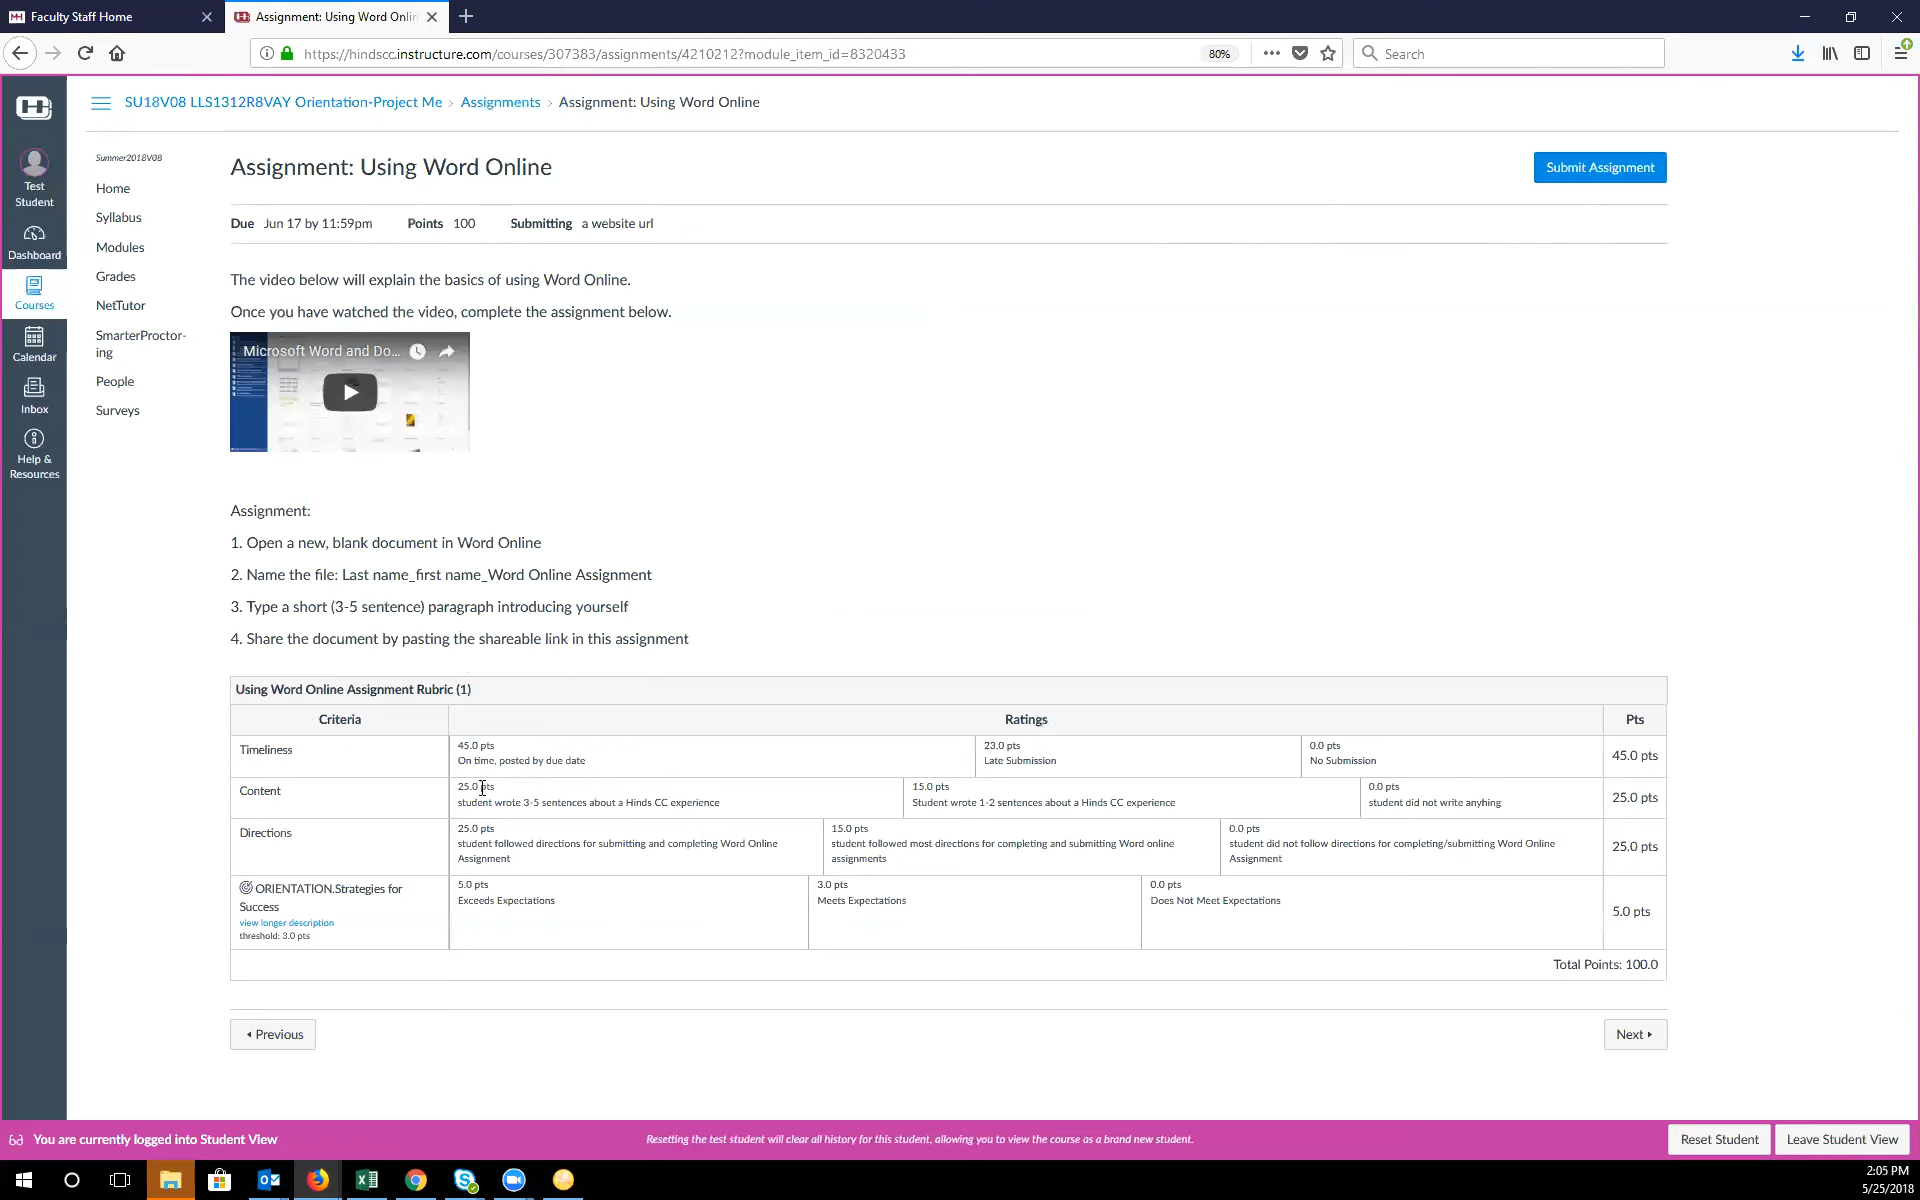 Faculty Staff Home
Assignment: Using Word Onlin
https://hindscc.instructure.com/courses/307383/assignments/4210212?module_item_id=8320433
80%
Search
SU18V08 LLS1312R8VAY Orientation-Project Me › Assignments › Assignment: Using Word Online
Test
Student
Dashboard
Courses
Calendar
Inbox
Help &
Resources
Summer2018V08
Home
Syllabus
Modules
Grades
NetTutor
SmarterProctor-
ing
People
Surveys
Assignment: Using Word Online
Submit Assignment
Due Jun 17 by 11:59pm Points 100 Submitting a website url
The video below will explain the basics of using Word Online.
Once you have watched the video, complete the assignment below.
Microsoft Word and Do...
Assignment:
1. Open a new, blank document in Word Online
2. Name the file: Last name_first name_Word Online Assignment
3. Type a short (3-5 sentence) paragraph introducing yourself
4. Share the document by pasting the shareable link in this assignment
Using Word Online Assignment Rubric (1)
Criteria Ratings Pts
Timeliness
45.0 pts
On time, posted by due date
23.0 pts
Late Submission
0.0 pts
No Submission
45.0 pts
Content
25.0 pts
student wrote 3-5 sentences about a Hinds CC experience
15.0 pts
Student wrote 1-2 sentences about a Hinds CC experience
0.0 pts
student did not write anyhing
25.0 pts
Directions
25.0 pts
student followed directions for submitting and completing Word Online
Assignment
15.0 pts
student followed most directions for completing and submitting Word online
assignments
0.0 pts
student did not follow directions for completing/submitting Word Online
Assignment
25.0 pts
ORIENTATION.Strategies for
Success
view longer description
threshold: 3.0 pts
5.0 pts
Exceeds Expectations
3.0 pts
Meets Expectations
0.0 pts
Does Not Meet Expectations
5.0 pts
Total Points: 100.0
Previous
Next
You are currently logged into Student View
Resetting the test student will clear all history for this student, allowing you to view the course as a brand new student.
Reset Student
Leave Student View
2:05 PM
5/25/2018